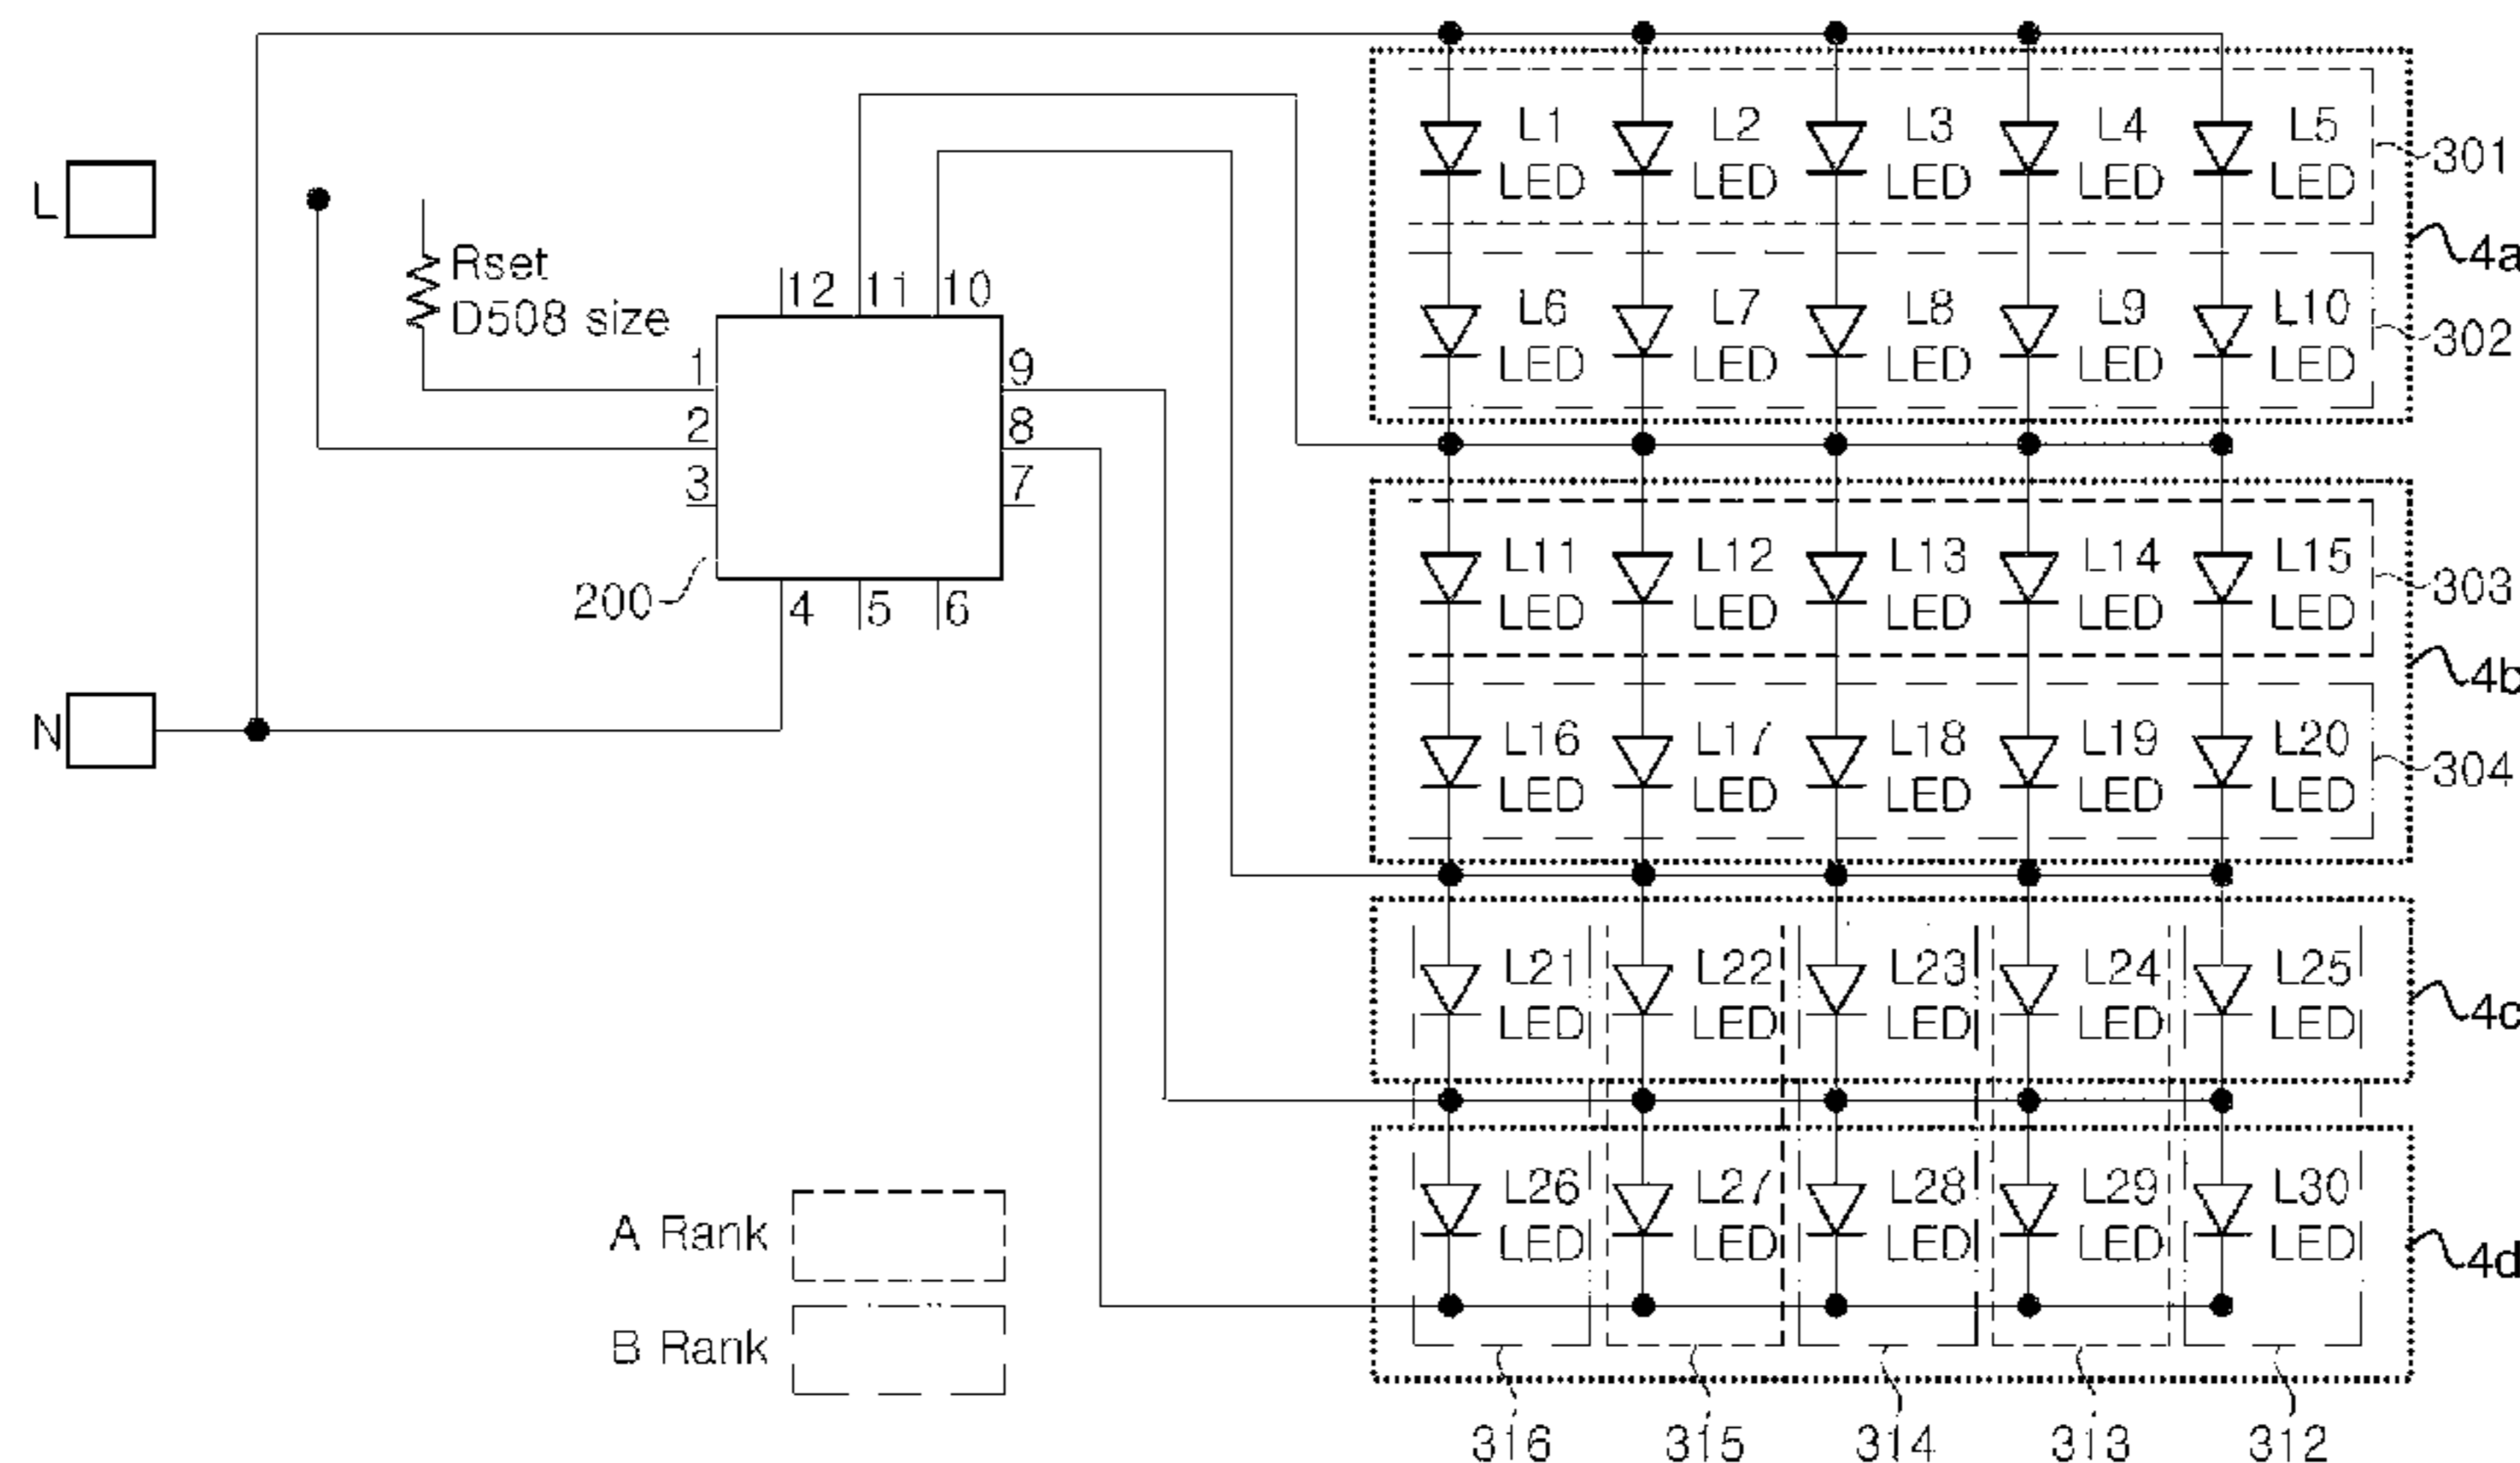 L1 L2 L3 L4 L5
LED LED LED LED LED
301
L
4a
Rset
D508 size
12 11 10
L6 L7 L8 L9 L10
LED LED LED LED LED
302
1
2
3
9
8
7
200
4 5 6
L11 L12 L13 L14 L15
LED LED LED LED LED
303
4b
N
L16 L17 L18 L19 L20
LED LED LED LED LED
304
L21 L22 L23 L24 L25
LED LED LED LED LED
4c
L26 L27 L28 L29 L30
LED LED LED LED LED
4d
A Rank
B Rank
316 315 314 313 312